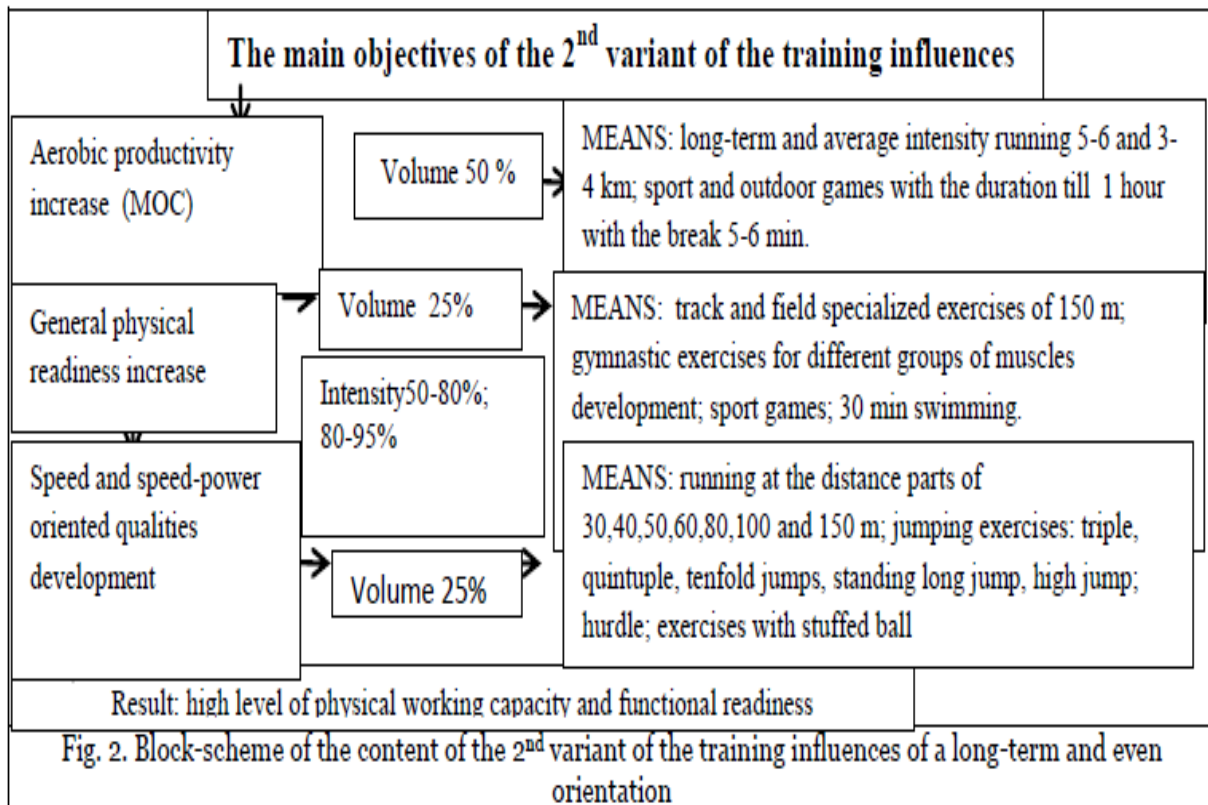 The main objectives of the 2nd variant of the training influences
Aerobic productivity
increase (MOC)
Volume 50 %
MEANS: long-term and average intensity running 5-6 and 3-
4 km; sport and outdoor games with the duration till 1 hour
with the break 5-6 min.
General physical
readiness increase
Volume 25%
MEANS: track and field specialized exercises of 150 m;
gymnastic exercises for different groups of muscles
development; sport games; 30 min swimming.
Intensity50-80%;
80-95%
Speed and speed-power
oriented qualities
development
Volume 25%
MEANS: running at the distance parts of
30,40,50,60,80,100 and 150 m; jumping exercises: triple,
quintuple, tenfold jumps, standing long jump, high jump;
hurdle; exercises with stuffed ball
Result: high level of physical working capacity and functional readiness
Fig. 2. Block-scheme of the content of the 2nd variant of the training influences of a long-term and even
orientation